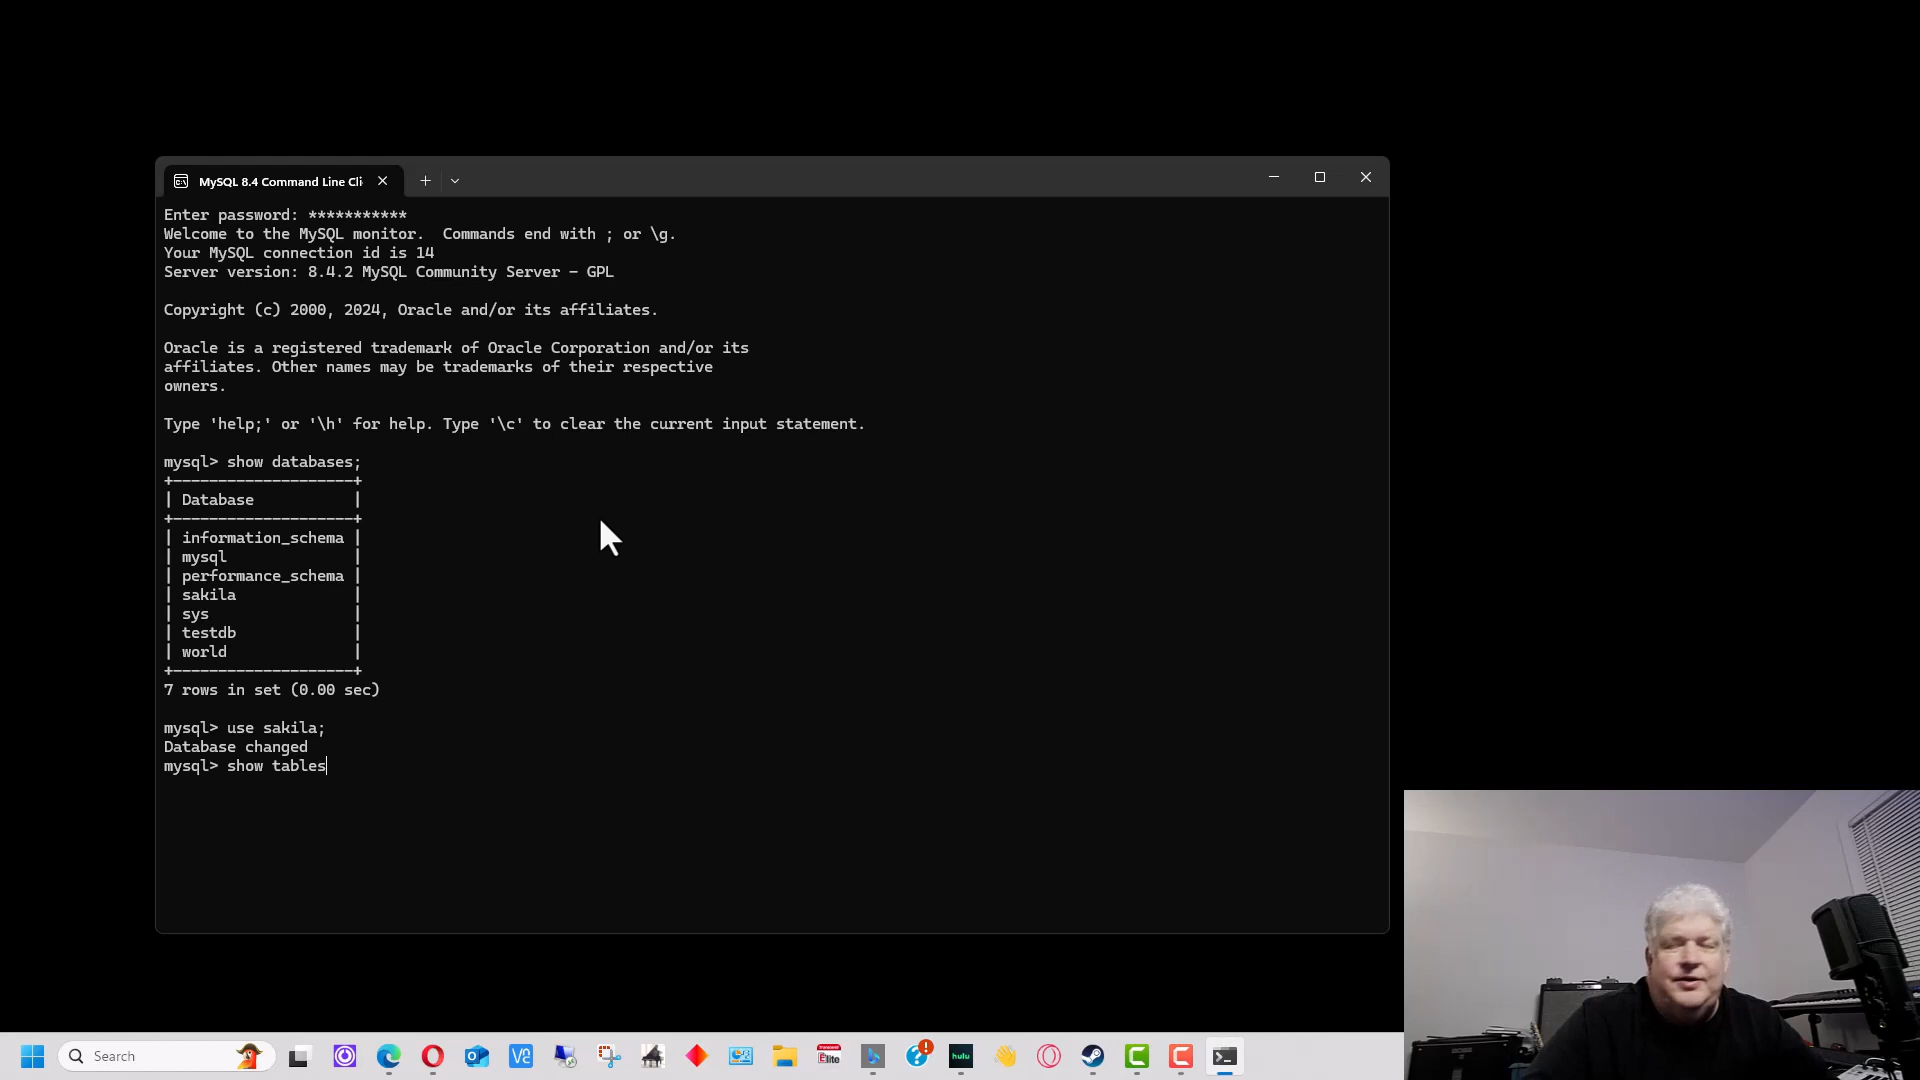 MySQL 8.4 Command Line Cli
Enter password: ***********
Welcome to the MySQL monitor.  Commands end with ; or \g.
Your MySQL connection id is 14
Server version: 8.4.2 MySQL Community Server - GPL
Copyright (c) 2000, 2024, Oracle and/or its affiliates.
Oracle is a registered trademark of Oracle Corporation and/or its
affiliates. Other names may be trademarks of their respective
owners.
Type 'help;' or '\h' for help. Type '\c' to clear the current input statement.
mysql> show databases;
+--------------------+
| Database           |
+--------------------+
| information_schema |
| mysql              |
| performance_schema |
| sakila             |
| sys                |
| testdb             |
| world              |
+--------------------+
7 rows in set (0.00 sec)
mysql> use sakila;
Database changed
mysql> show tables
Search
hulu
Elite